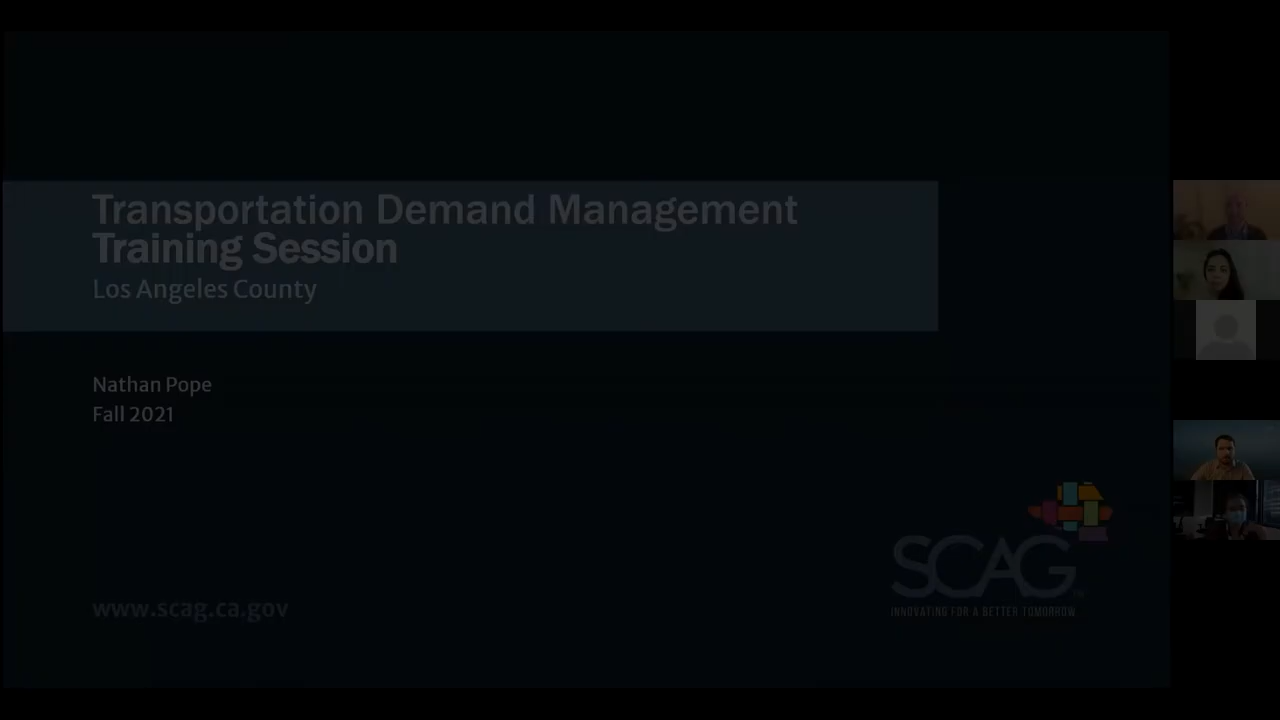 Transportation Demand Management
Training Session
Los Angeles County
Nathan Pope
Fall 2021
SCAG
INNOVATING FOR A BETTER TOMORROW
www.scag.ca.gov